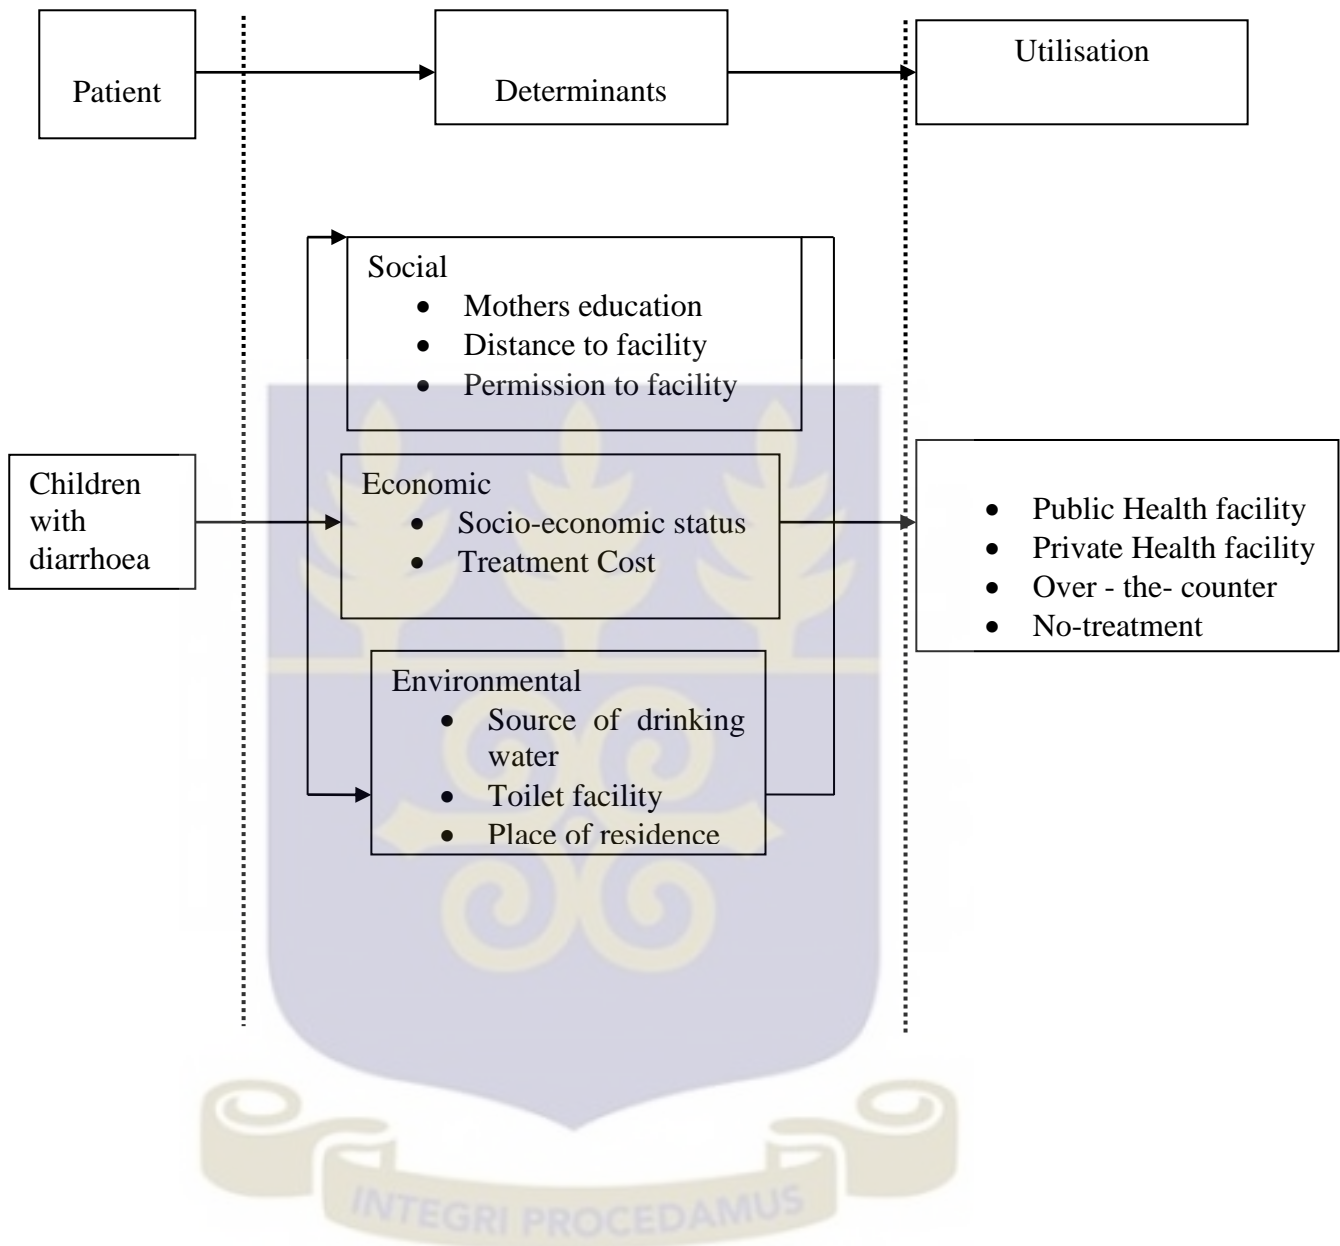 Patient
Determinants
Utilisation
Social
• Mothers education
• Distance to facility
• Permission to facility
Children
with
diarrhoea
Economic
• Socio-economic status
• Treatment Cost
Environmental
• Source of drinking
water
• Toilet facility
• Place of residence
• Public Health facility
• Private Health facility
• Over - the- counter
• No-treatment
INTEGRI PROCEDAMUS